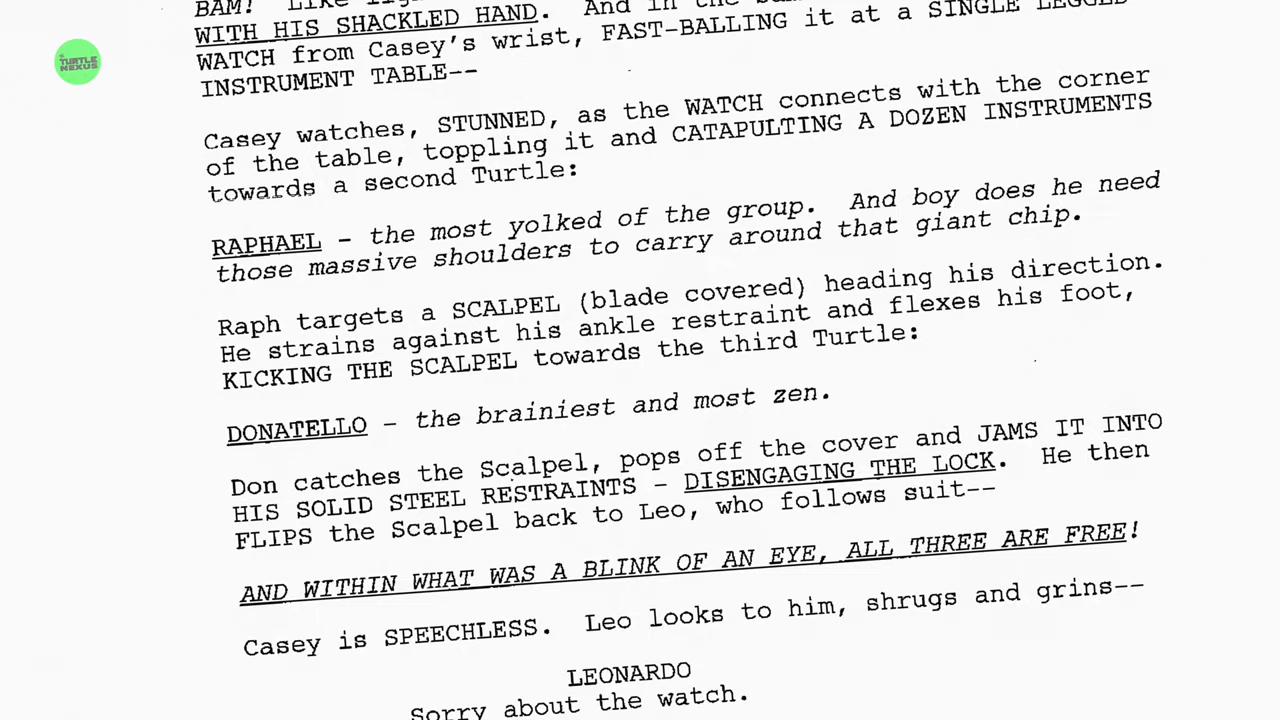 THE
TURTLE
NEXUS
BAM! Like
WITH HIS SHACKLED HAND. And in the
WATCH from Casey's wrist, FAST-BALLING it at a SINGLE LEGGED
INSTRUMENT TABLE--
Casey watches, STUNNED, as the WATCH connects with the corner
of the table, toppling it and CATAPULTING A DOZEN INSTRUMENTS
towards a second Turtle:
RAPHAEL - the most yolked of the group. And boy does he need
those massive shoulders to carry around that giant chip.
Raph targets a SCALPEL (blade covered) heading his direction.
He strains against his ankle restraint and flexes his foot,
KICKING THE SCALPEL towards the third Turtle:
DONATELLO - the brainiest and most zen.
Don catches the Scalpel, pops off the cover and JAMS IT INTO
HIS SOLID STEEL RESTRAINTS - DISENGAGING THE LOCK. He then
FLIPS the Scalpel back to Leo, who follows suit--
AND WITHIN WHAT WAS A BLINK OF AN EYE, ALL THREE ARE FREE!
Casey is SPEECHLESS. Leo looks to him, shrugs and grins--
LEONARDO
Sorry about the watch.